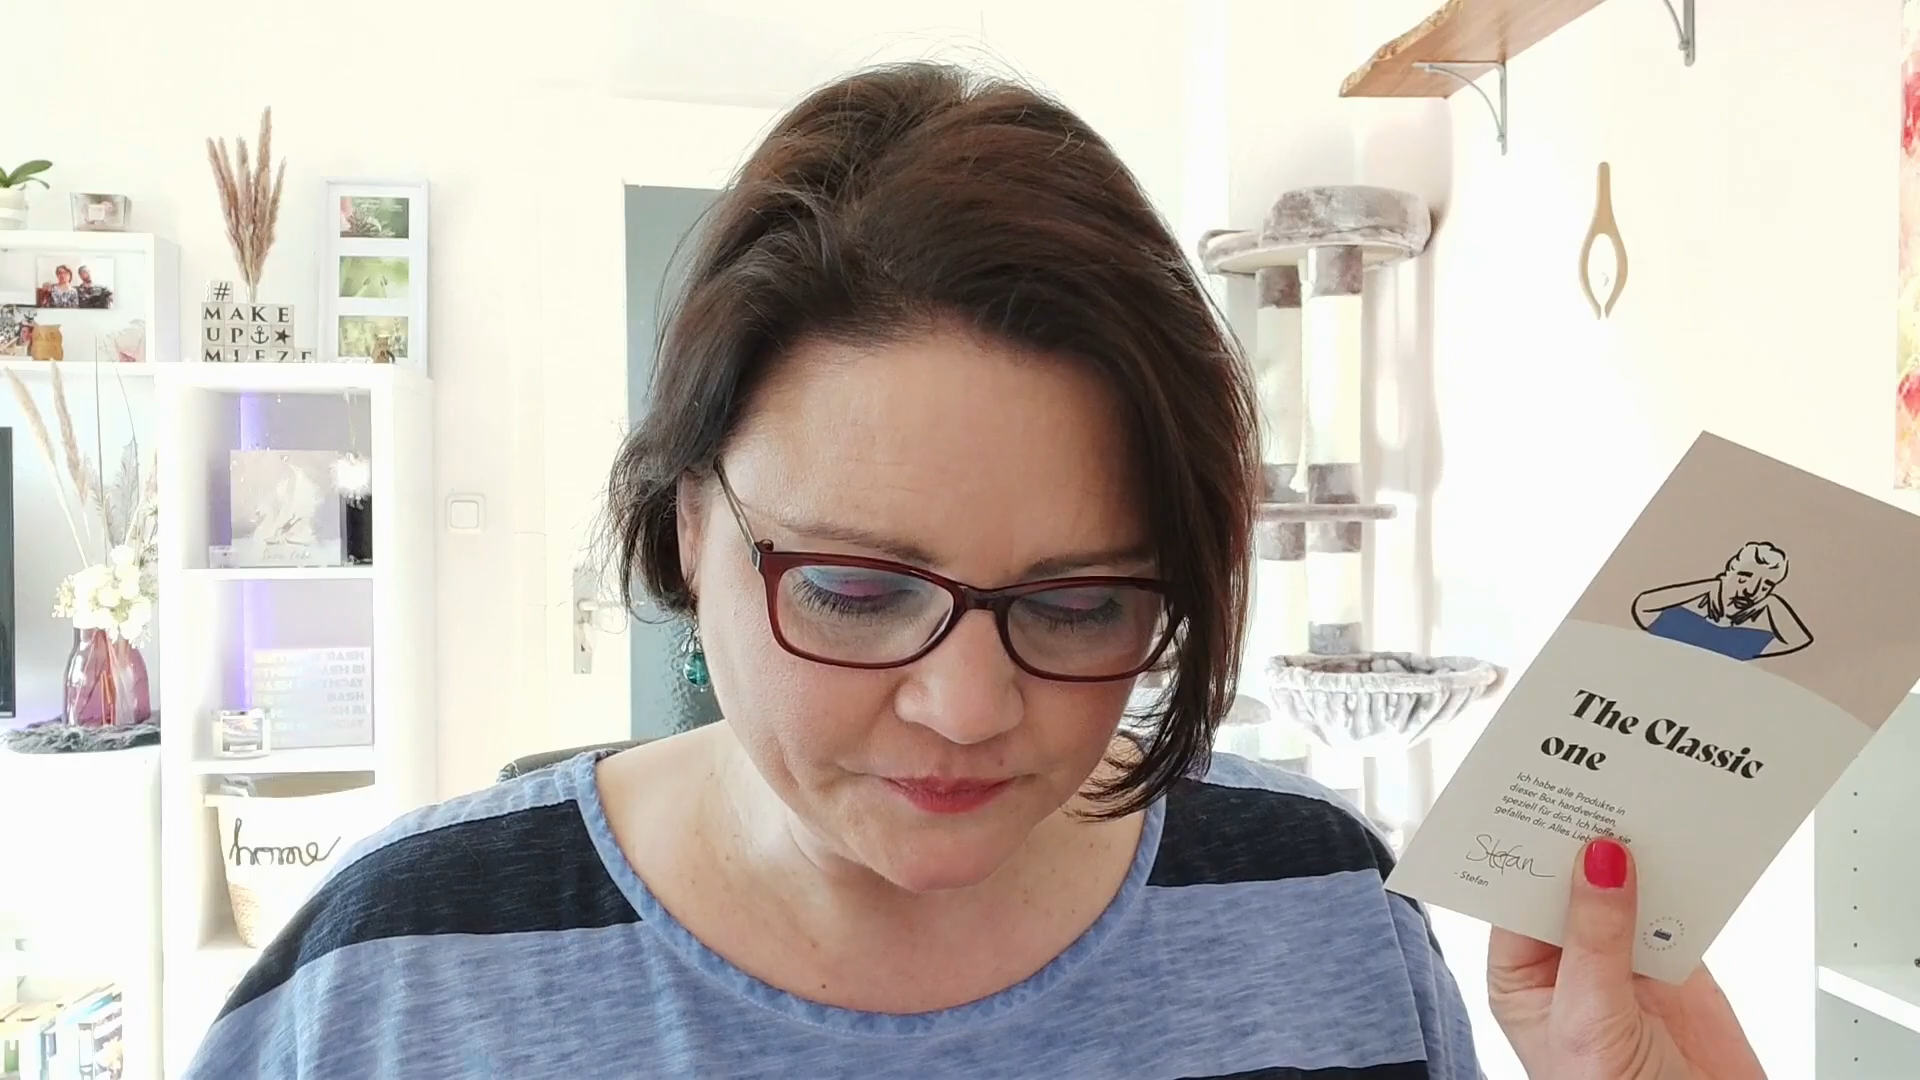 #
MAKE
UP
MIEZE
home
The Classic
one
Ich habe alle Produkte in
dieser Box handverlesen,
speziell für dich. Ich hoffe, sie
gefallen dir. Alles
Stefan
- Stefan